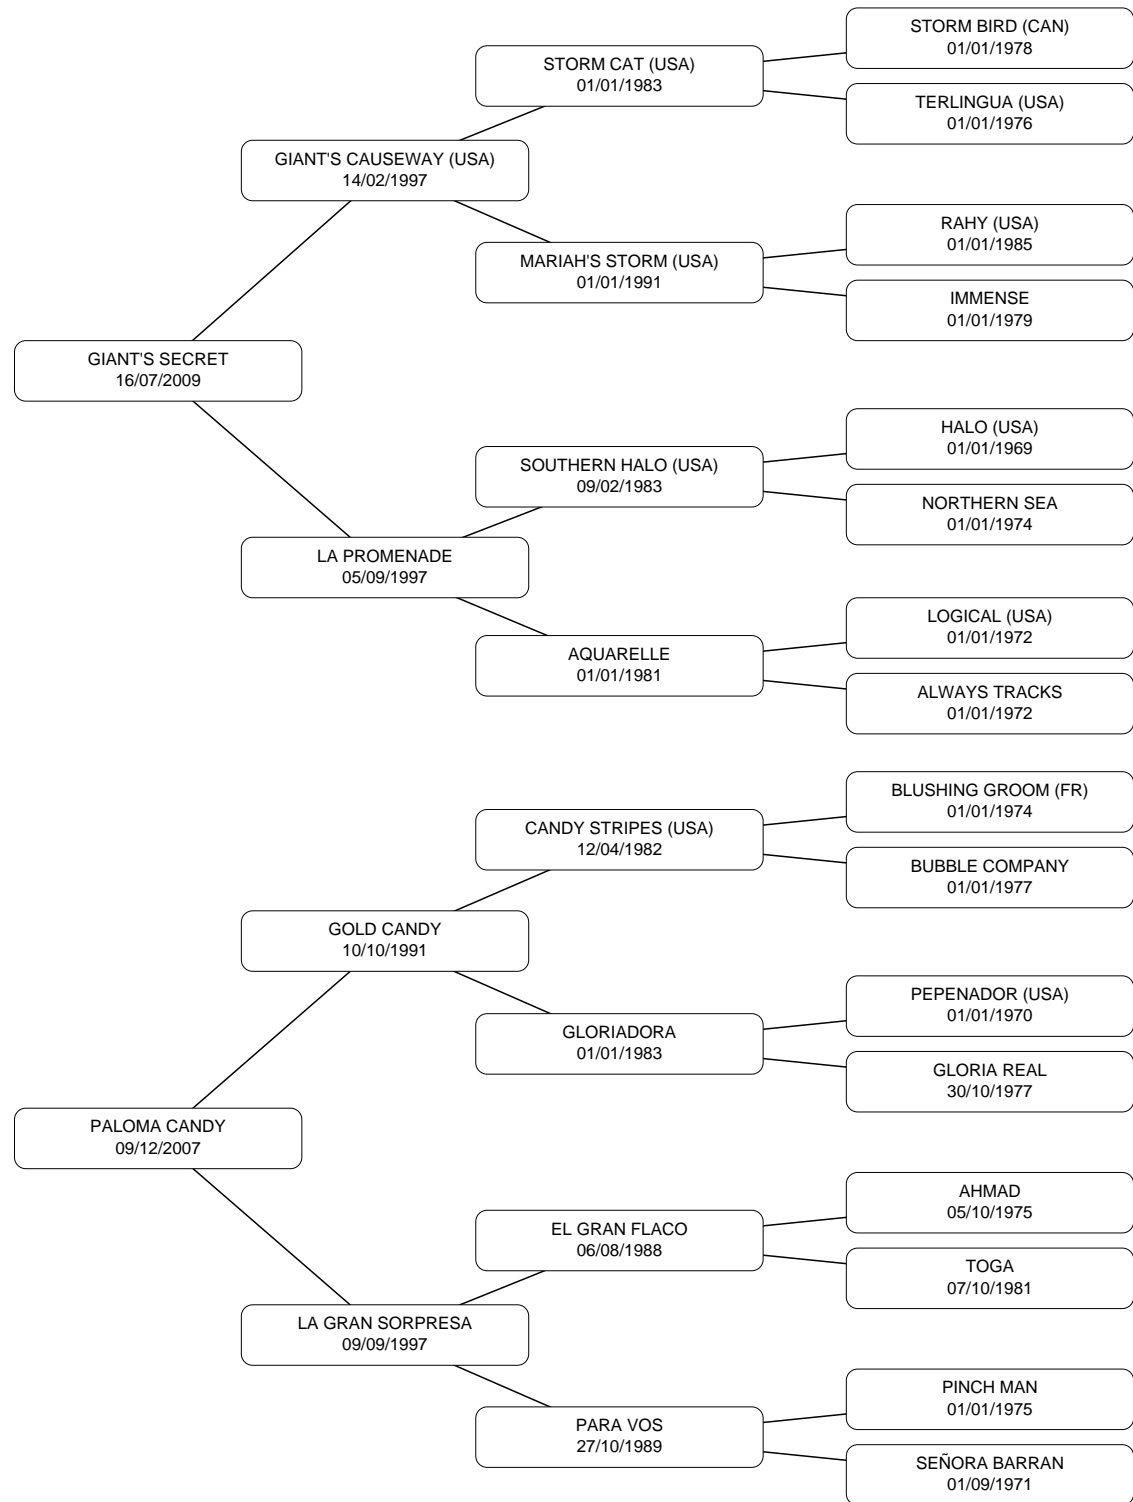 STORM BIRD (CAN)
01/01/1978
STORM CAT (USA)
01/01/1983
TERLINGUA (USA)
01/01/1976
GIANT'S CAUSEWAY (USA)
14/02/1997
RAHY (USA)
01/01/1985
MARIAH'S STORM (USA)
01/01/1991
IMMENSE
01/01/1979
GIANT'S SECRET
16/07/2009
HALO (USA)
01/01/1969
SOUTHERN HALO (USA)
09/02/1983
NORTHERN SEA
01/01/1974
LA PROMENADE
05/09/1997
LOGICAL (USA)
01/01/1972
AQUARELLE
01/01/1981
ALWAYS TRACKS
01/01/1972
BLUSHING GROOM (FR)
01/01/1974
CANDY STRIPES (USA)
12/04/1982
BUBBLE COMPANY
01/01/1977
GOLD CANDY
10/10/1991
PEPENADOR (USA)
01/01/1970
GLORIADORA
01/01/1983
GLORIA REAL
30/10/1977
PALOMA CANDY
09/12/2007
AHMAD
05/10/1975
EL GRAN FLACO
06/08/1988
TOGA
07/10/1981
LA GRAN SORPRESA
09/09/1997
PINCH MAN
01/01/1975
PARA VOS
27/10/1989
SEÑORA BARRAN
01/09/1971